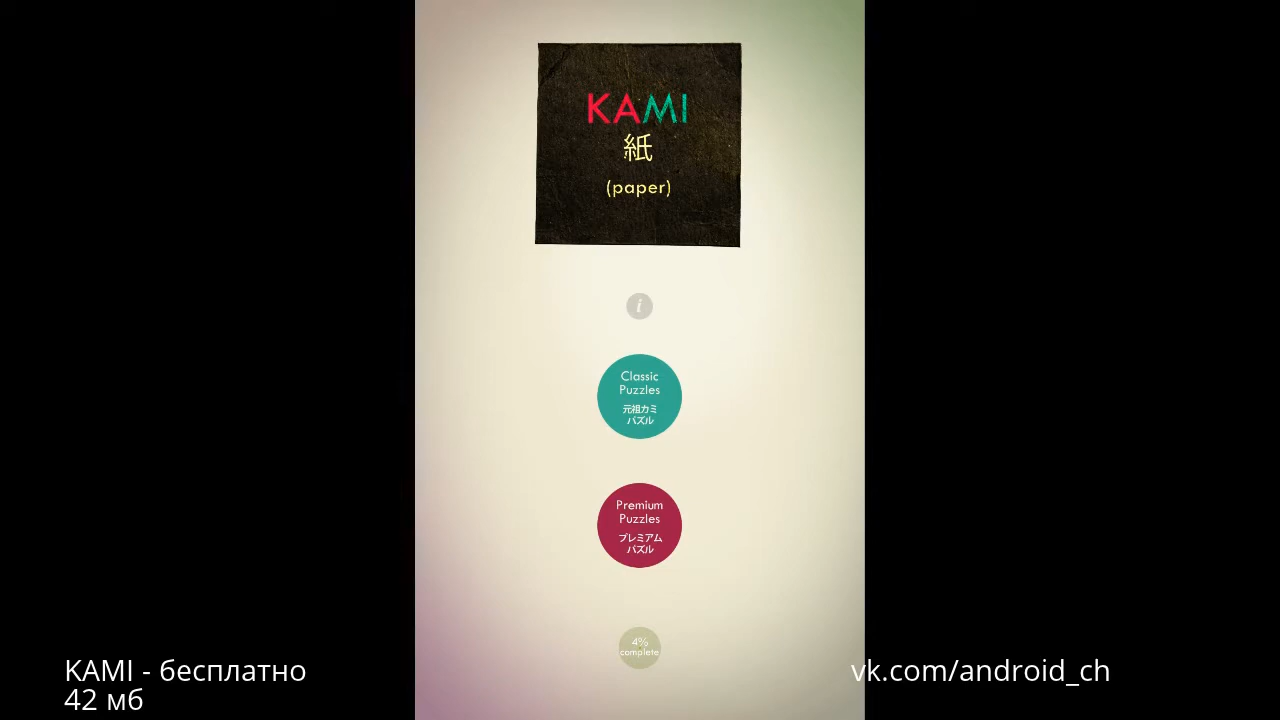 KAMI
紙
(paper)
i
Classic
Puzzles
元祖カミ
パズル
Premium
Puzzles
プレミアム
パズル
4%
complete
KAMI - бесплатно
42 мб
vk.com/android_ch